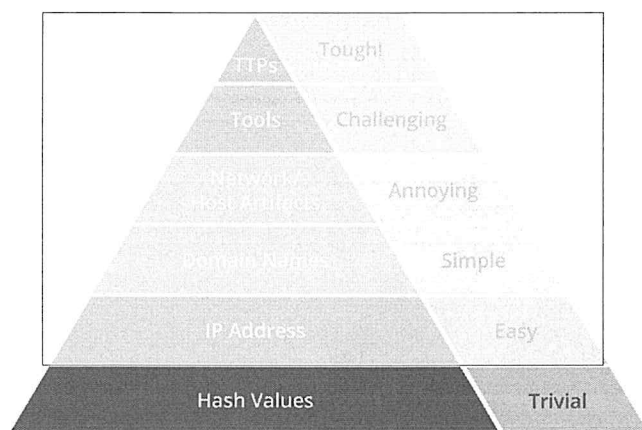 TTPs
Tough!
Tools
Challenging
Network/
Host Artifacts
Annoying
Domain Names
Simple
IP Address
Easy
Hash Values
Trivial